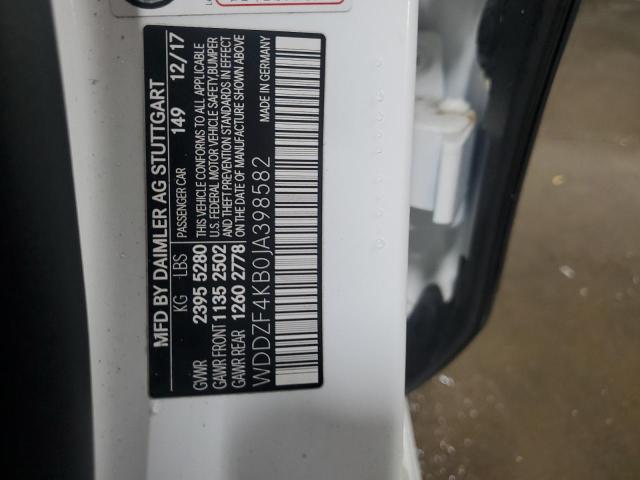 MFD BY DAIMLER AG STUTTGART
KG LBS PASSENGER CAR 149 12/17
GVWR 2395 5280 THIS VEHICLE CONFORMS TO ALL APPLICABLE
GAWR FRONT 1135 2502 U.S. FEDERAL MOTOR VEHICLE SAFETY, BUMPER
GAWR REAR 1260 2778 AND THEFT PREVENTION STANDARDS IN EFFECT
ON THE DATE OF MANUFACTURE SHOWN ABOVE
WDDZF4KB0JA398582 MADE IN GERMANY